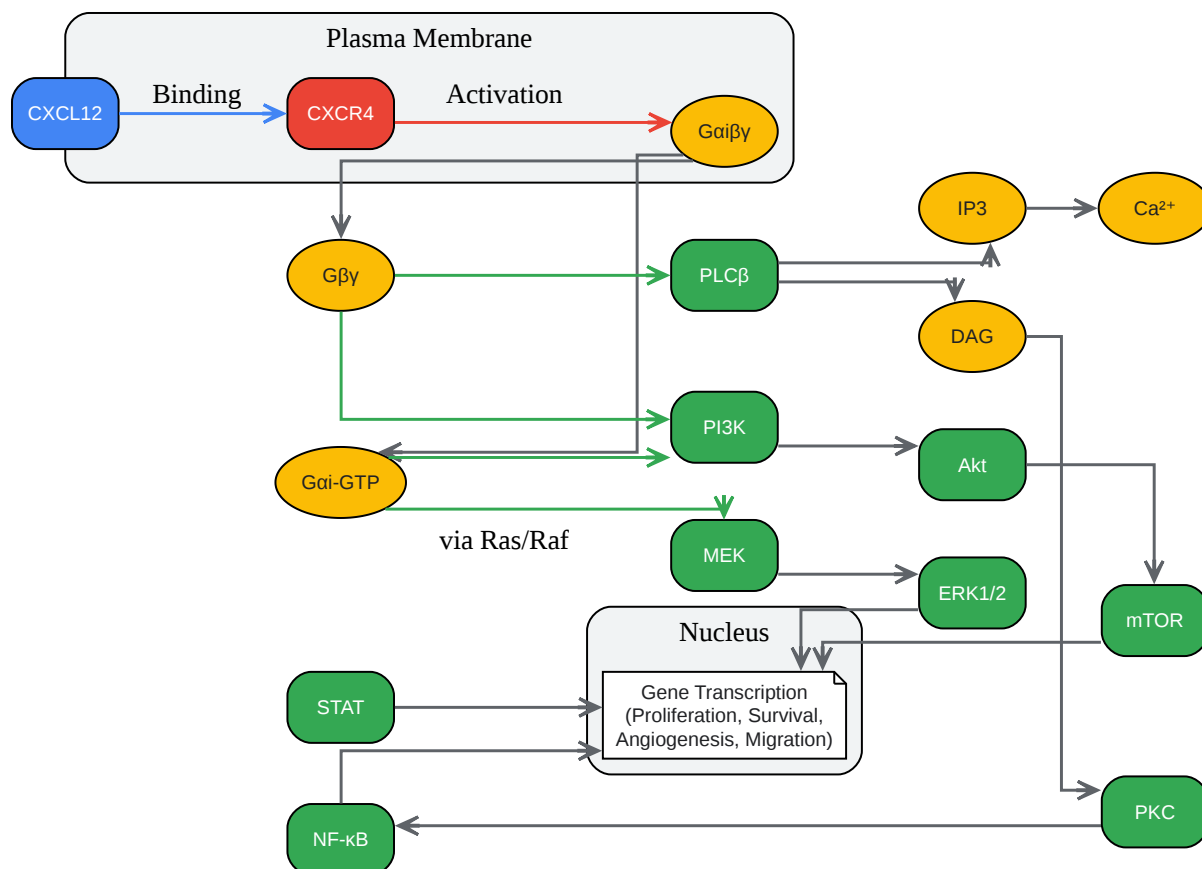 Plasma Membrane
CXCL12
Binding
CXCR4
Activation
Gαiβγ
IP3
Ca²⁺
Gβγ
PLCβ
DAG
PI3K
Akt
Gαi-GTP
via Ras/Raf
MEK
ERK1/2
mTOR
Nucleus
Gene Transcription
(Proliferation, Survival,
Angiogenesis, Migration)
STAT
PKC
NF-κB